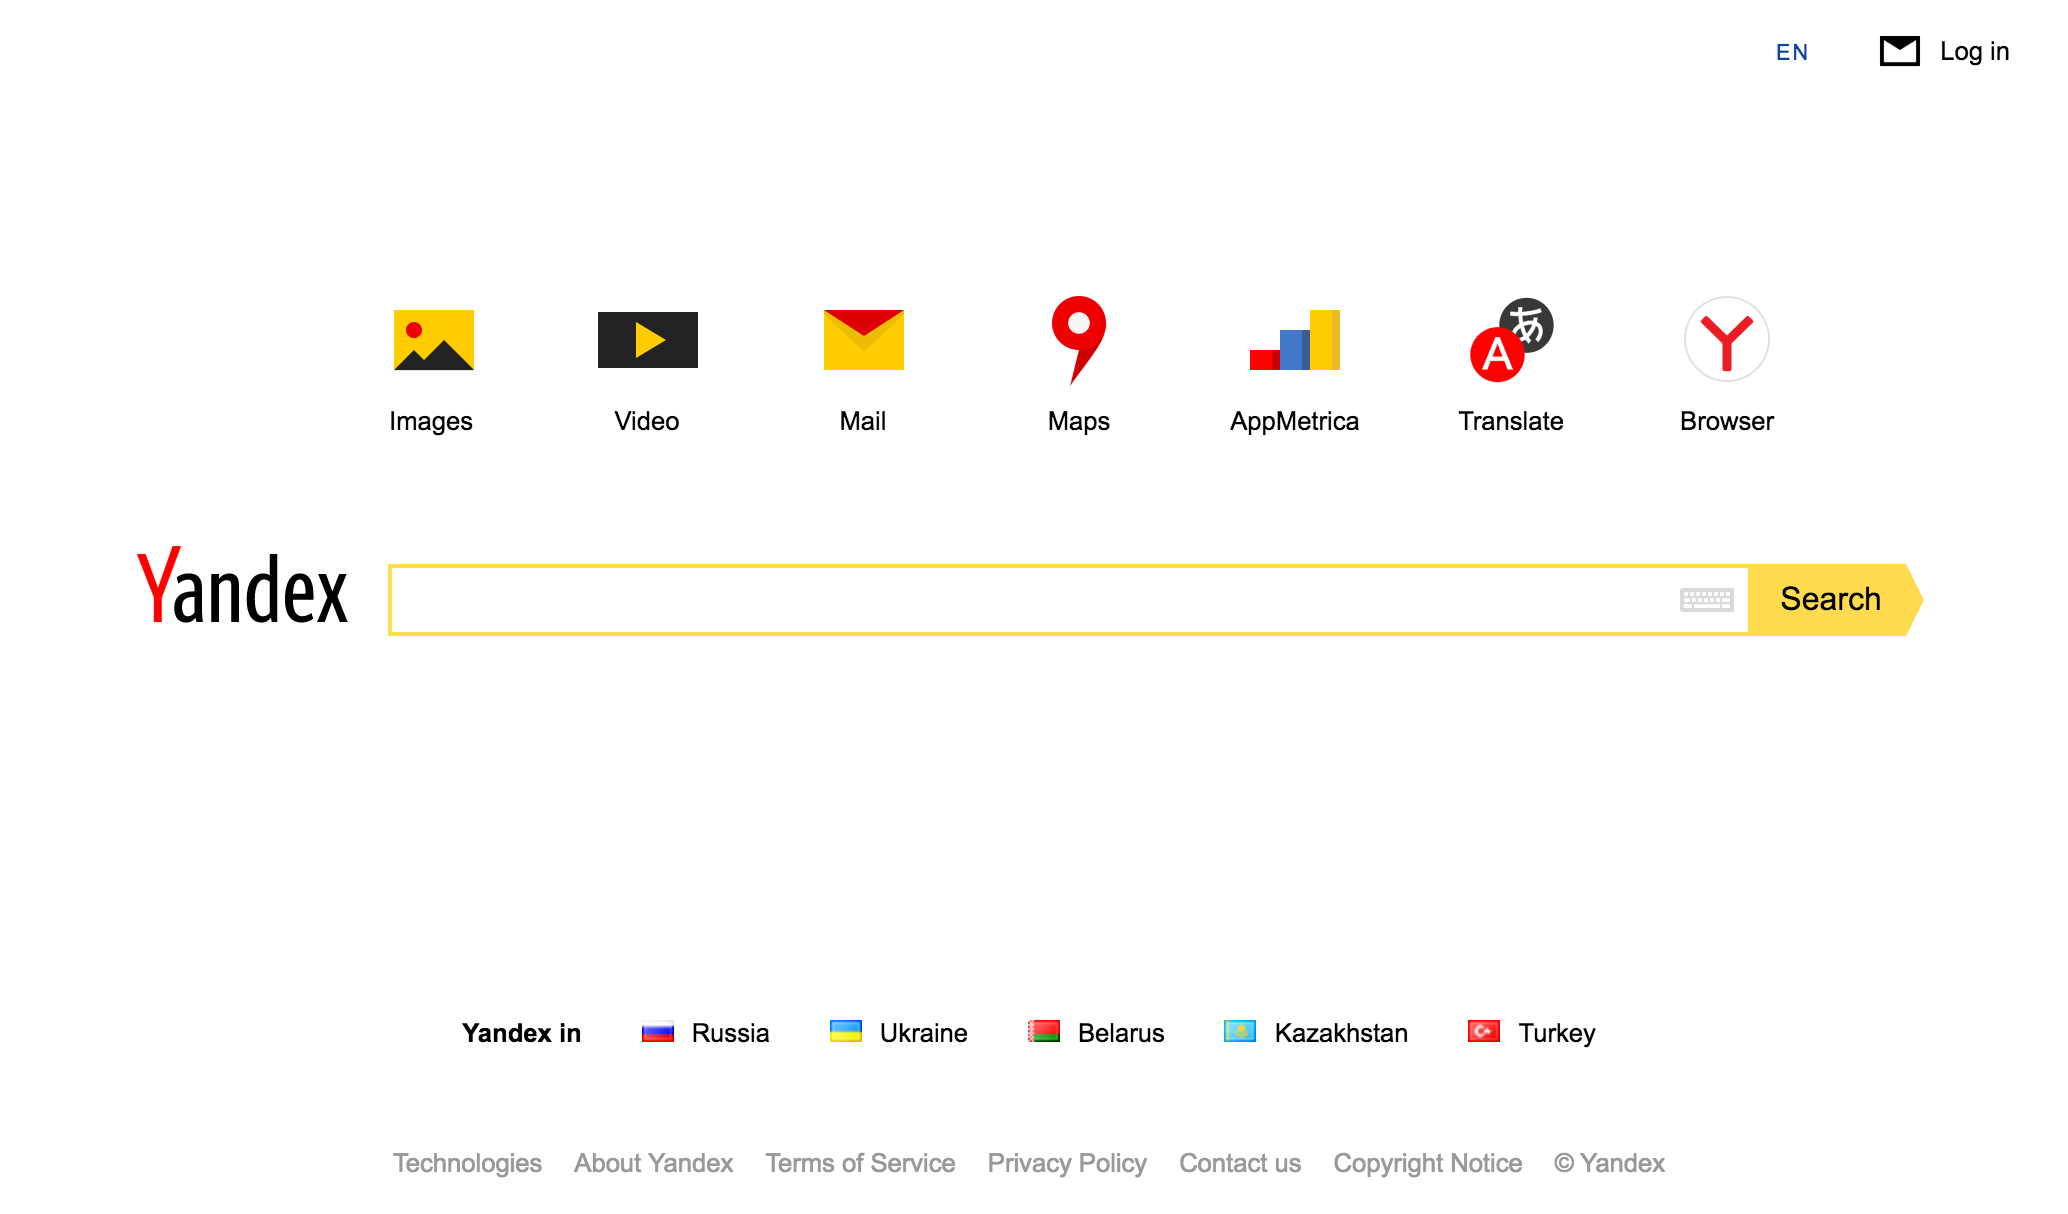 EN Log in
Images Video Mail Maps AppMetrica Translate Browser
Yandex Search
Yandex in Russia Ukraine Belarus Kazakhstan Turkey
Technologies About Yandex Terms of Service Privacy Policy Contact us Copyright Notice © Yandex